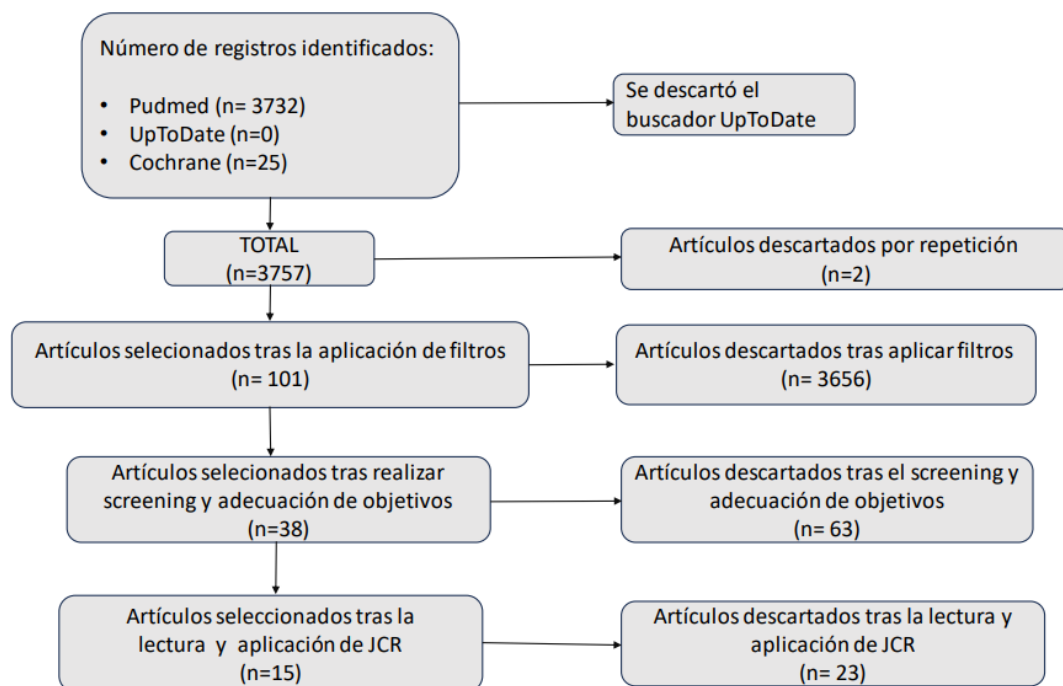 Número de registros identificados:
• Pudmed (n= 3732)
• UpToDate (n=0)
• Cochrane (n=25)
Se descartó el
buscador UpToDate
TOTAL
(n=3757)
Artículos descartados por repetición
(n=2)
Artículos selecionados tras la aplicación de filtros
(n= 101)
Artículos descartados tras aplicar filtros
(n= 3656)
Artículos selecionados tras realizar
screening y adecuación de objetivos
(n=38)
Artículos descartados tras el screening y
adecuación de objetivos
(n= 63)
Artículos seleccionados tras la
lectura y aplicación de JCR
(n=15)
Artículos descartados tras la lectura y
aplicación de JCR
(n= 23)